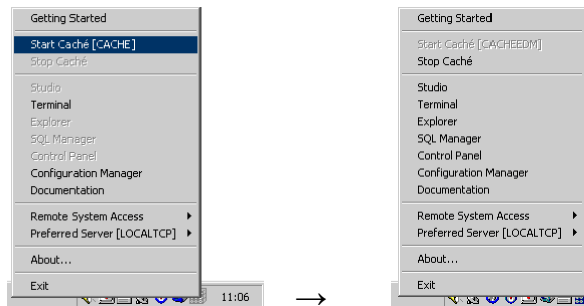 Getting Started
Start Caché [CACHE]
Stop Caché
Studio
Terminal
Explorer
SQL Manager
Control Panel
Configuration Manager
Documentation
Remote System Access
Preferred Server [LOCALTCP]
About...
Exit
11:06
→
Getting Started
Start Caché [CACHEEDM]
Stop Caché
Studio
Terminal
Explorer
SQL Manager
Control Panel
Configuration Manager
Documentation
Remote System Access
Preferred Server [LOCALTCP]
About...
Exit